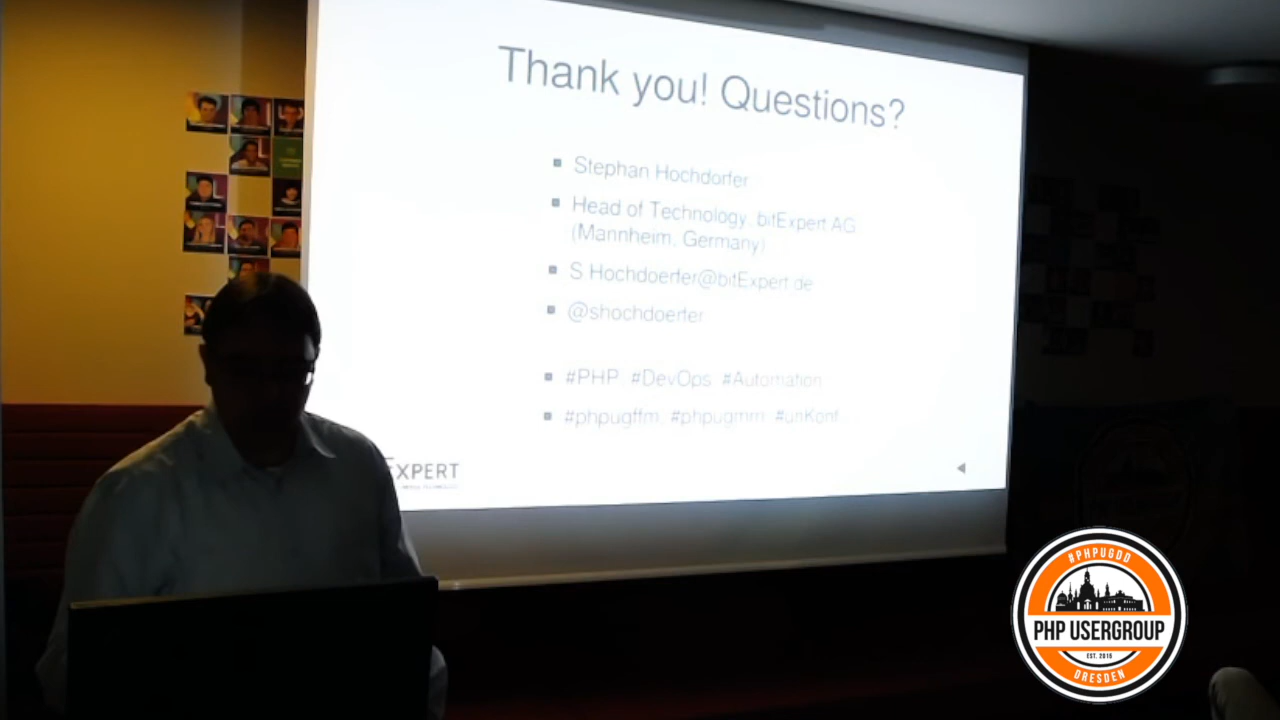 Thank you! Questions?
Stephan Hochdorfer
Head of Technology, bitExpert AG
(Mannheim, Germany)
S.Hochdoerfer@bitExpert.de
@shochdoerfer
#PHP, #DevOps, #Automation
#phpugffm, #phpugmrn, #unKonf
EXPERT
#PHPUGDD
PHP USERGROUP
EST. 2015
DRESDEN